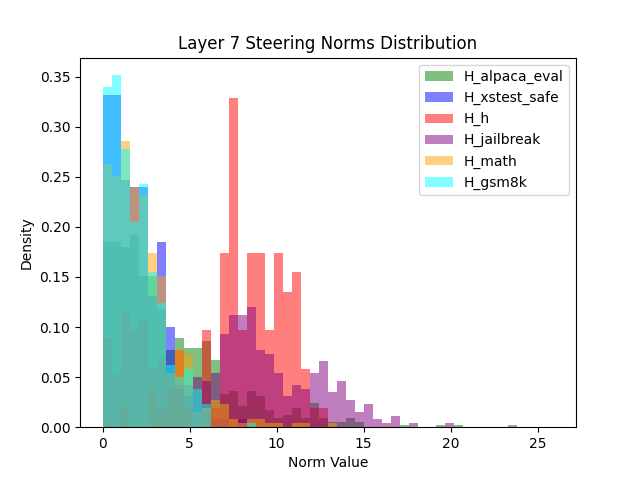 Layer 7 Steering Norms Distribution
H_alpaca_eval
H_xstest_safe
H_h
H_jailbreak
H_math
H_gsm8k
0.35
0.30
0.25
0.20
0.15
0.10
0.05
0.00
Density
0 5 10 15 20 25
Norm Value